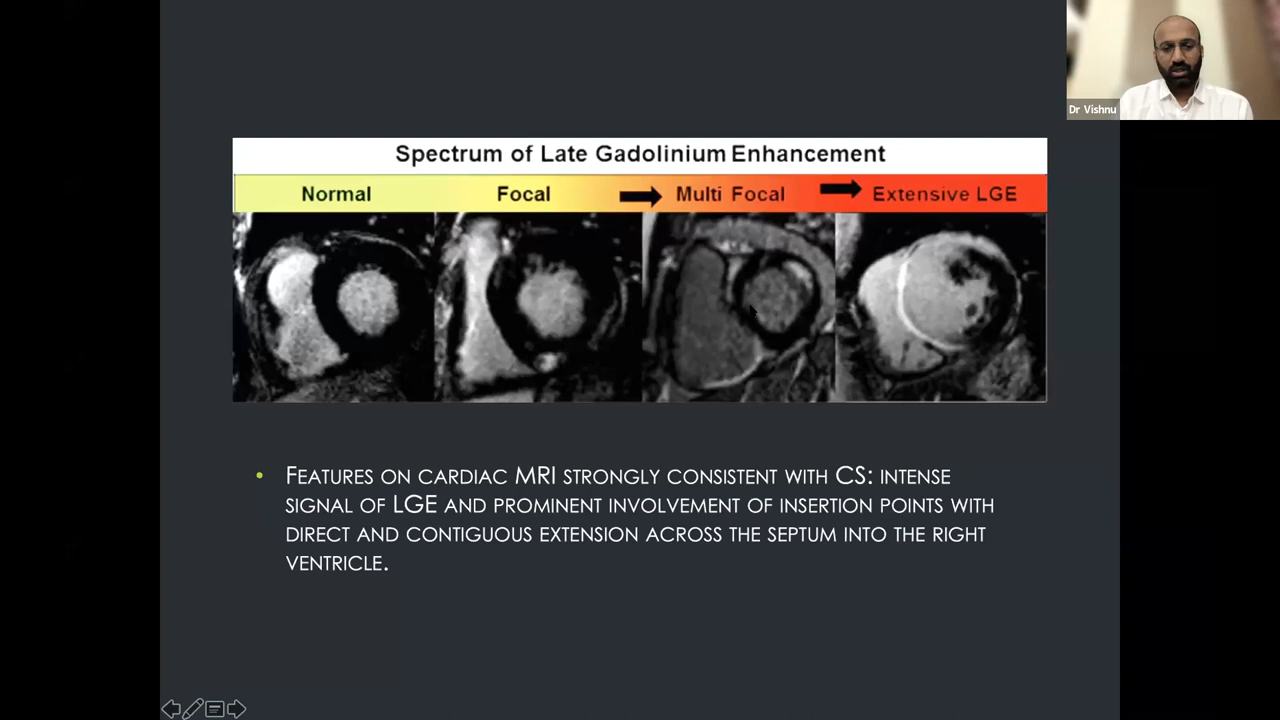 Dr Vishnu
Spectrum of Late Gadolinium Enhancement
Normal Focal Multi Focal Extensive LGE
• FEATURES ON CARDIAC MRI STRONGLY CONSISTENT WITH CS: INTENSE
SIGNAL OF LGE AND PROMINENT INVOLVEMENT OF INSERTION POINTS WITH
DIRECT AND CONTIGUOUS EXTENSION ACROSS THE SEPTUM INTO THE RIGHT
VENTRICLE.